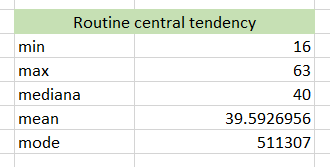 Routine central tendency
min 16
max 63
mediana 40
mean 39.5926956
mode 511307